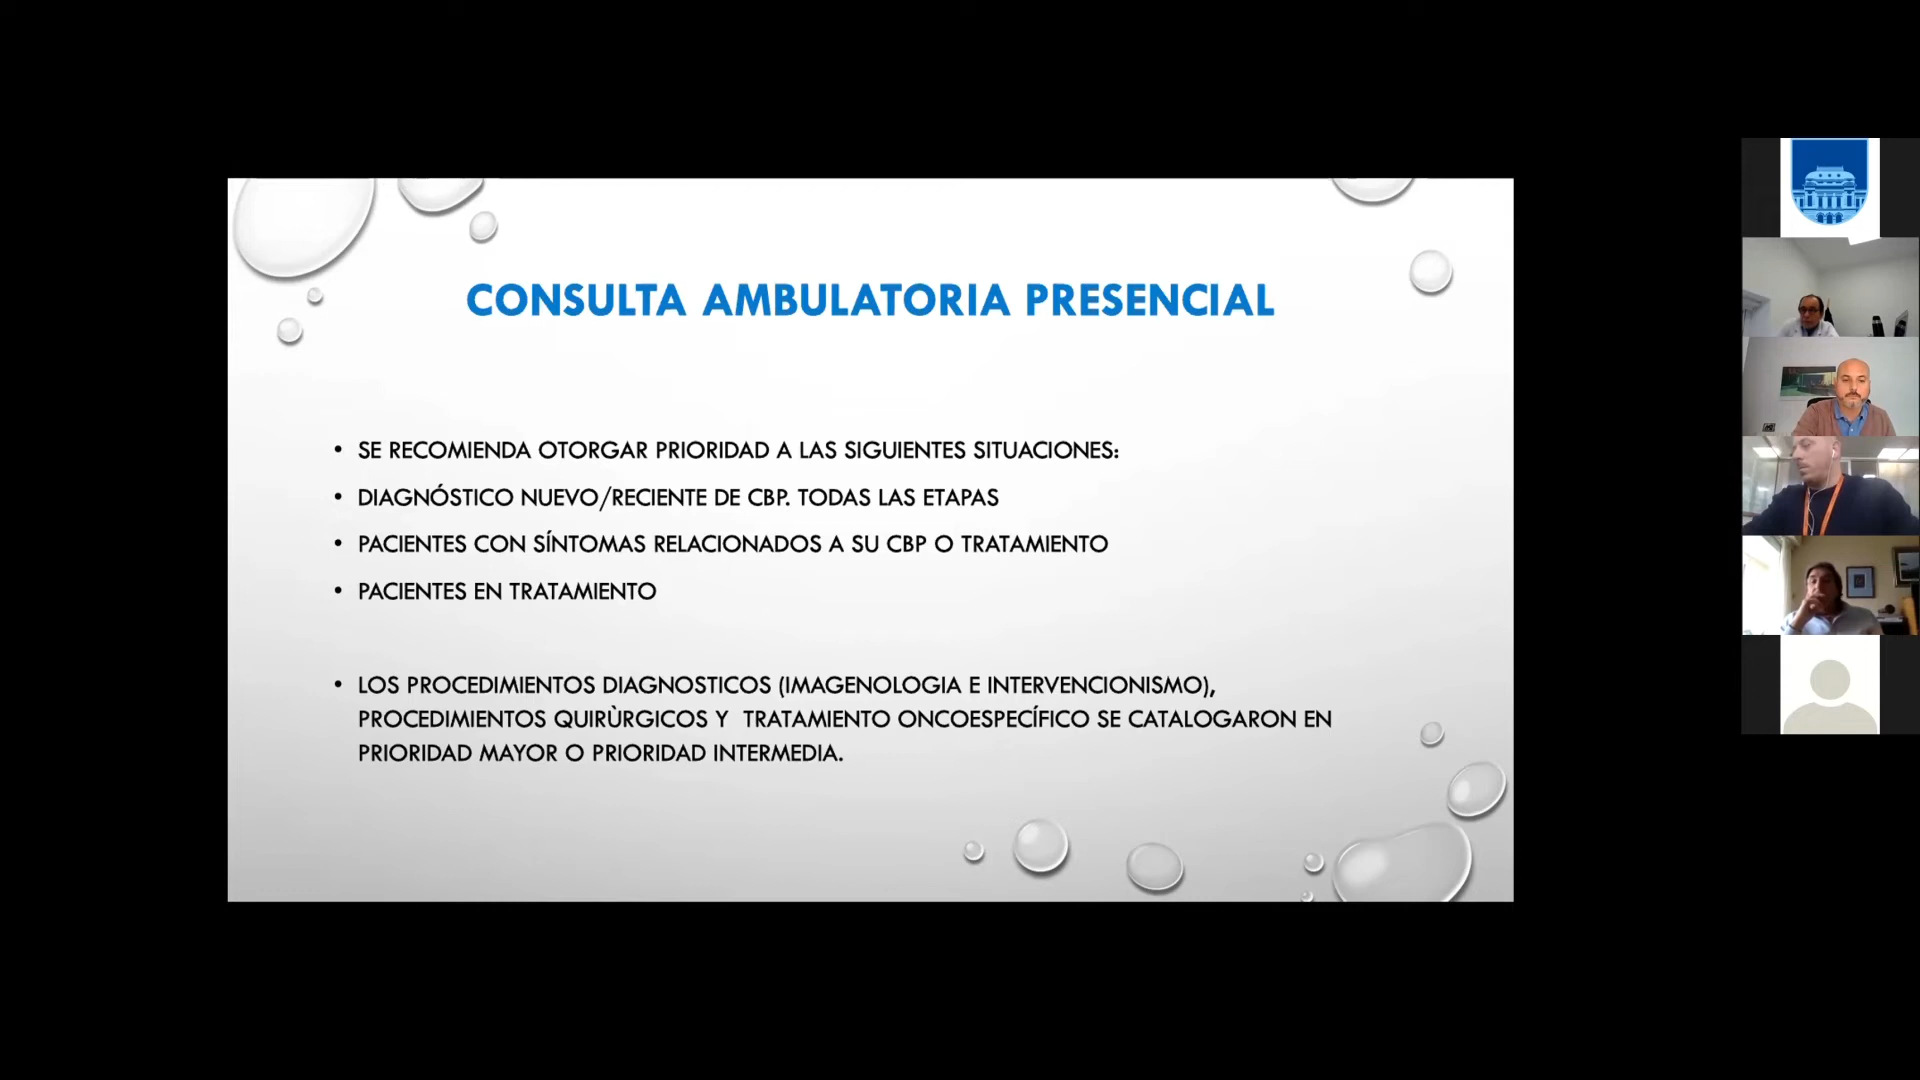 CONSULTA AMBULATORIA PRESENCIAL
• SE RECOMIENDA OTORGAR PRIORIDAD A LAS SIGUIENTES SITUACIONES:
• DIAGNÓSTICO NUEVO/RECIENTE DE CBP. TODAS LAS ETAPAS
• PACIENTES CON SÍNTOMAS RELACIONADOS A SU CBP O TRATAMIENTO
• PACIENTES EN TRATAMIENTO
• LOS PROCEDIMIENTOS DIAGNOSTICOS (IMAGENOLOGIA E INTERVENCIONISMO),
PROCEDIMIENTOS QUIRÙRGICOS Y TRATAMIENTO ONCOESPECÍFICO SE CATALOGARON EN
PRIORIDAD MAYOR O PRIORIDAD INTERMEDIA.